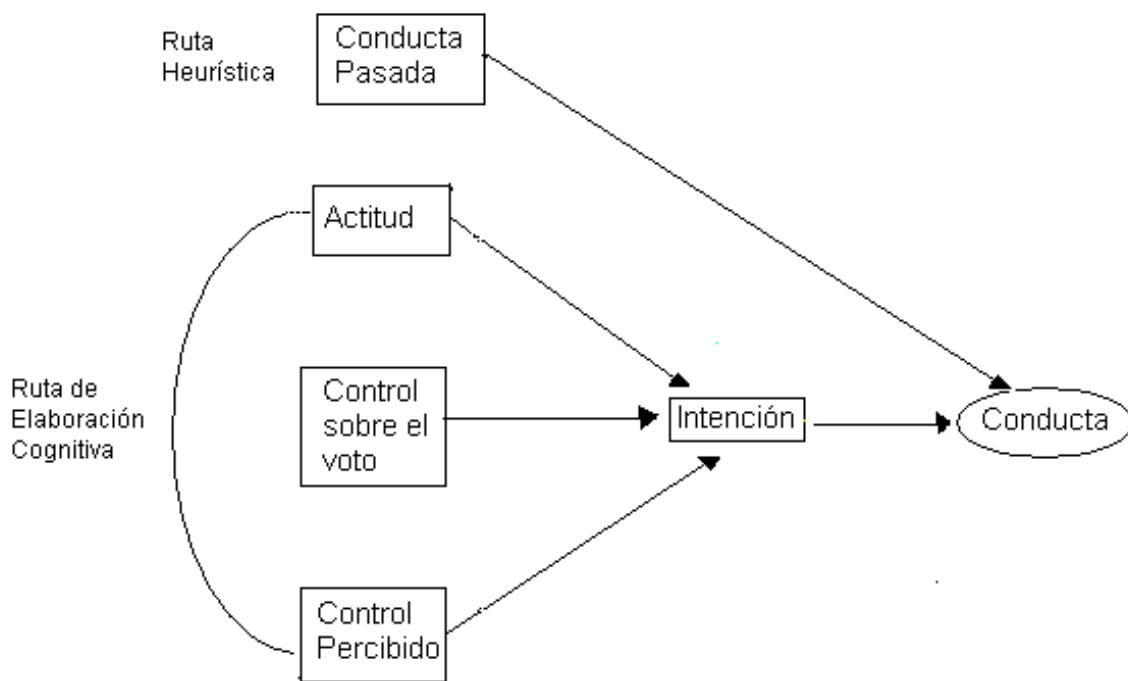 Ruta
Heurística
Conducta
Pasada
Actitud
Ruta de
Elaboración
Cognitiva
Control
sobre el
voto
Intención
Conducta
Control
Percibido